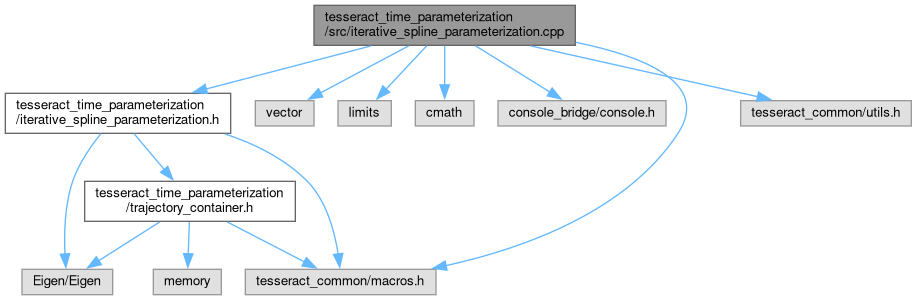 tesseract_time_parameterization
/src/iterative_spline_parameterization.cpp
tesseract_time_parameterization
/iterative_spline_parameterization.h
vector
limits
cmath
console_bridge/console.h
tesseract_common/utils.h
tesseract_time_parameterization
/trajectory_container.h
Eigen/Eigen
memory
tesseract_common/macros.h